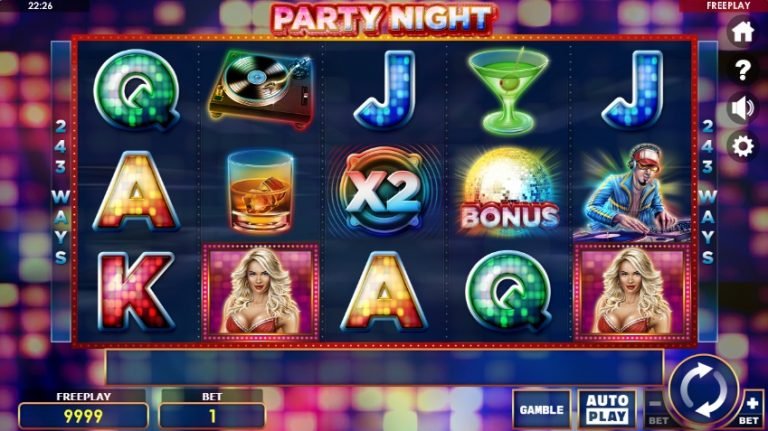 22:26
PARTY NIGHT
FREEPLAY
?
Q
J
J
243 WAYS
243 WAYS
A
X2
BONUS
K
A
Q
FREEPLAY
9999
BET
1
GAMBLE
AUTO
PLAY
- BET
+ BET